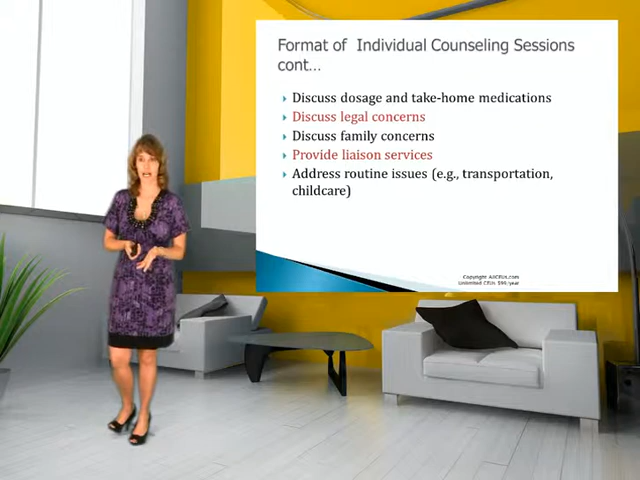 Format of Individual Counseling Sessions
cont...
Discuss dosage and take-home medications
Discuss legal concerns
Discuss family concerns
Provide liaison services
Address routine issues (e.g., transportation,
childcare)
Copyright AllCEUs.com
Unlimited CEUs $99/year